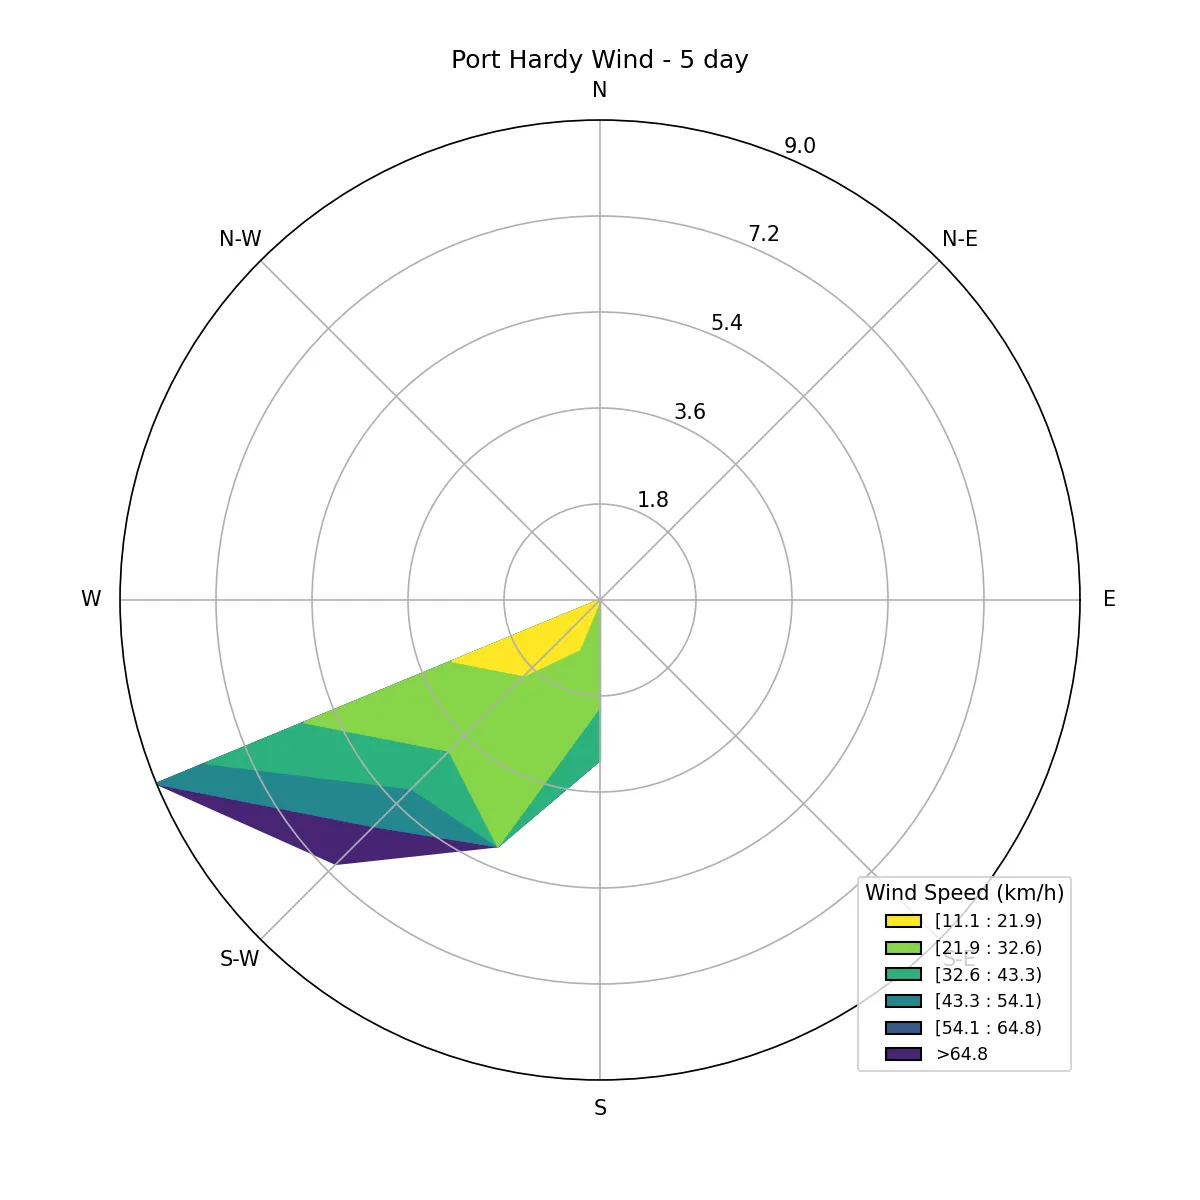 Port Hardy Wind - 5 day
N
9.0
N-W
N-E
7.2
5.4
3.6
1.8
W
E
S-W
S-E
Wind Speed (km/h)
[11.1 : 21.9)
[21.9 : 32.6)
[32.6 : 43.3)
[43.3 : 54.1)
[54.1 : 64.8)
>64.8
S